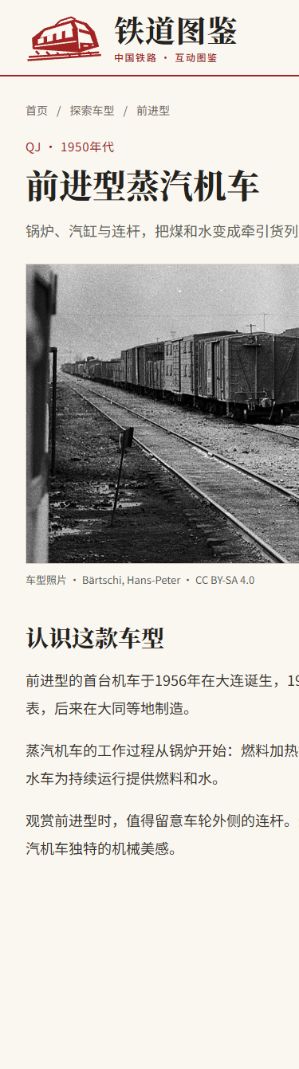 铁道图鉴
中国铁路 · 互动图鉴
首页 / 探索车型 / 前进型
QJ · 1950年代
前进型蒸汽机车
锅炉、汽缸与连杆，把煤和水变成牵引货列
车型照片 · Bärtschi, Hans-Peter · CC BY-SA 4.0
认识这款车型
前进型的首台机车于1956年在大连诞生，19
表，后来在大同等地制造。
蒸汽机车的工作过程从锅炉开始：燃料加热
水车为持续运行提供燃料和水。
观赏前进型时，值得留意车轮外侧的连杆。
汽机车独特的机械美感。